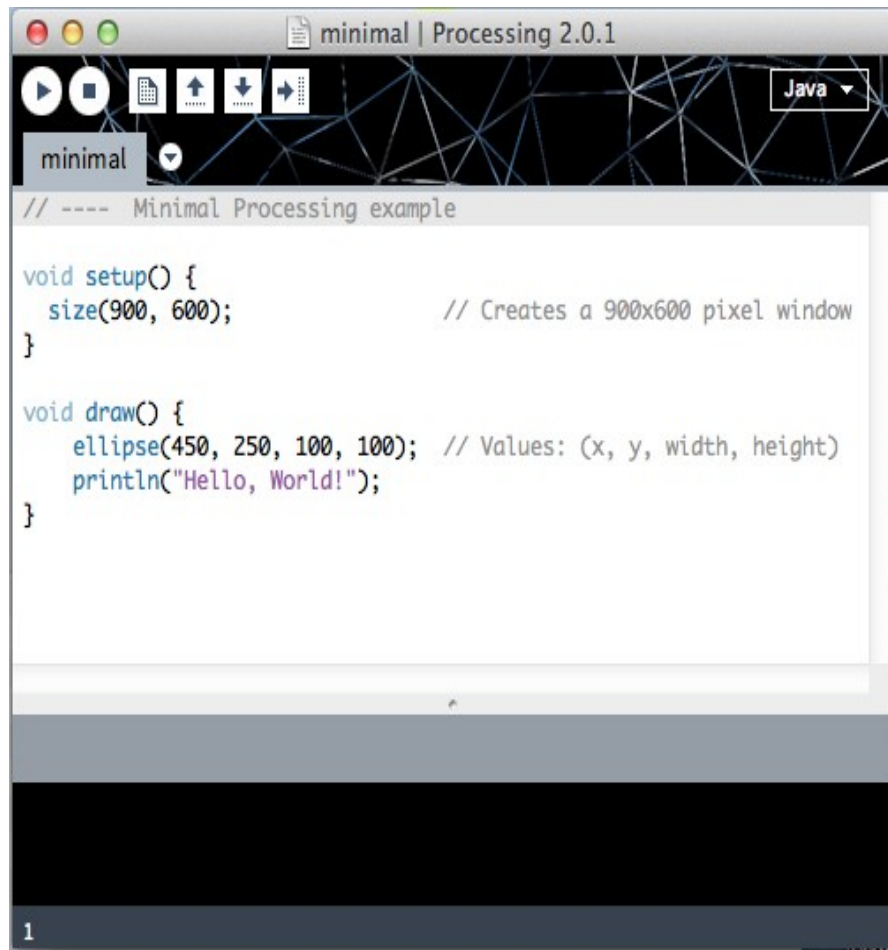 minimal | Processing 2.0.1
Java
minimal
// ----  Minimal Processing example
void setup() {
  size(900, 600);                 // Creates a 900x600 pixel window
}
void draw() {
    ellipse(450, 250, 100, 100);  // Values: (x, y, width, height)
    println("Hello, World!");
}
1